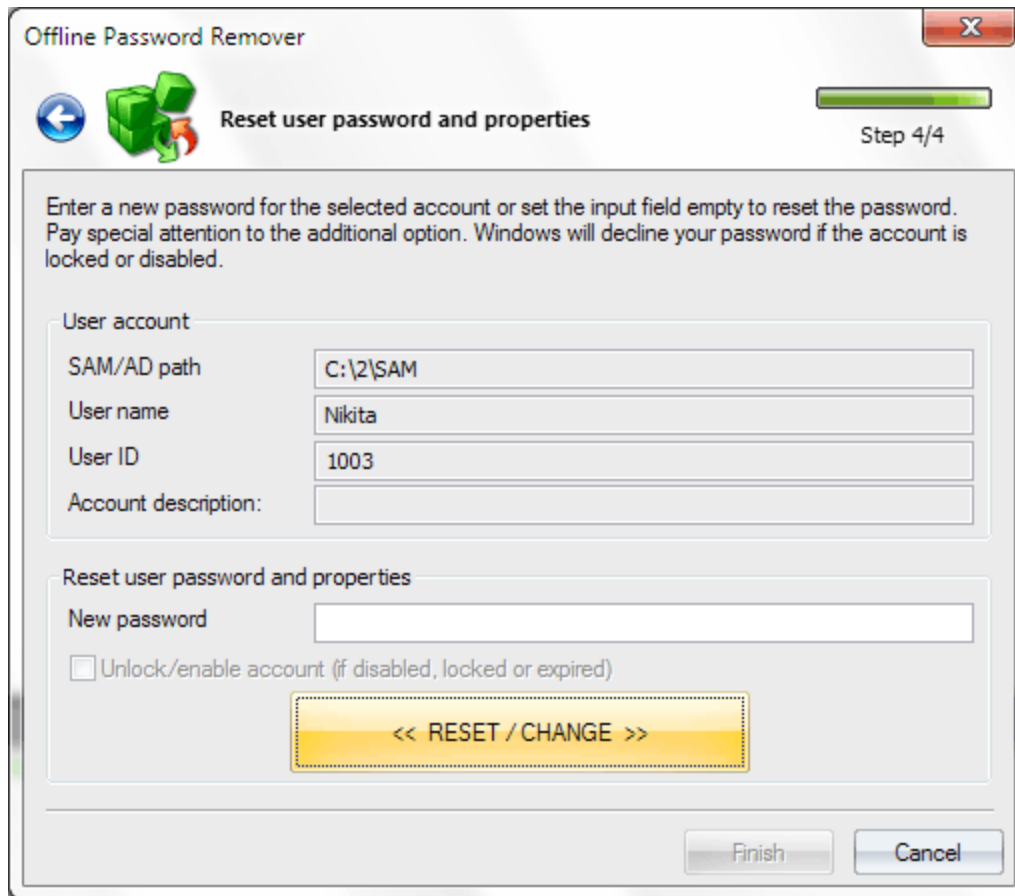 Offline Password Remover
Reset user password and properties
Step 4/4
Enter a new password for the selected account or set the input field empty to reset the password.
Pay special attention to the additional option. Windows will decline your password if the account is
locked or disabled.
User account
SAM/AD path
C:\2\SAM
User name
Nikita
User ID
1003
Account description:
Reset user password and properties
New password
Unlock/enable account (if disabled, locked or expired)
<< RESET / CHANGE >>
Finish
Cancel